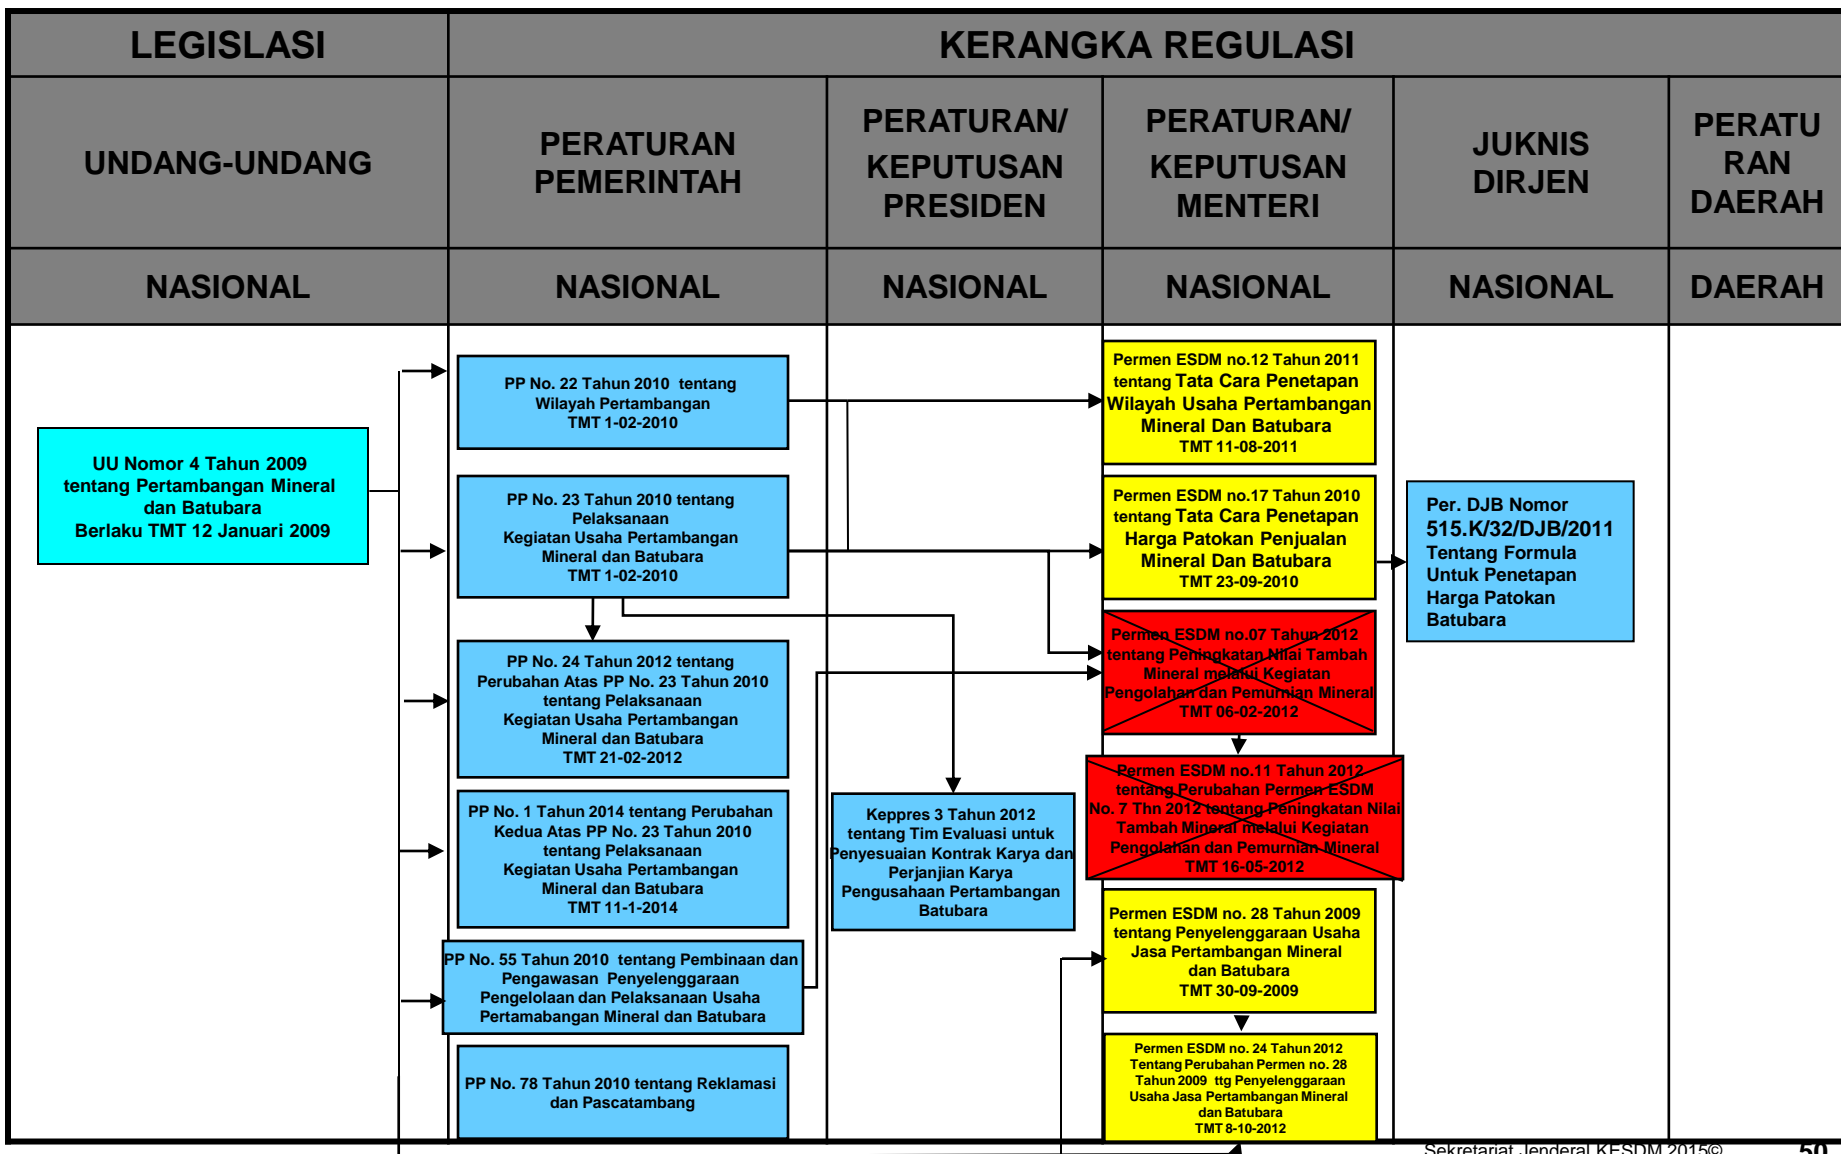 LEGISLASI
KERANGKA REGULASI
UNDANG-UNDANG
PERATURAN
PEMERINTAH
PERATURAN/
KEPUTUSAN
PRESIDEN
PERATURAN/
KEPUTUSAN
MENTERI
JUKNIS
DIRJEN
PERATU
RAN
DAERAH
NASIONAL
NASIONAL
NASIONAL
NASIONAL
NASIONAL
DAERAH
UU Nomor 4 Tahun 2009
tentang Pertambangan Mineral
dan Batubara
Berlaku TMT 12 Januari 2009
PP No. 22 Tahun 2010 tentang
Wilayah Pertambangan
TMT 1-02-2010
PP No. 23 Tahun 2010 tentang
Pelaksanaan
Kegiatan Usaha Pertambangan
Mineral dan Batubara
TMT 1-02-2010
PP No. 24 Tahun 2012 tentang
Perubahan Atas PP No. 23 Tahun 2010
tentang Pelaksanaan
Kegiatan Usaha Pertambangan
Mineral dan Batubara
TMT 21-02-2012
PP No. 1 Tahun 2014 tentang Perubahan
Kedua Atas PP No. 23 Tahun 2010
tentang Pelaksanaan
Kegiatan Usaha Pertambangan
Mineral dan Batubara
TMT 11-1-2014
PP No. 55 Tahun 2010 tentang Pembinaan dan
Pengawasan Penyelenggaraan
Pengelolaan dan Pelaksanaan Usaha
Pertamabangan Mineral dan Batubara
PP No. 78 Tahun 2010 tentang Reklamasi
dan Pascatambang
Keppres 3 Tahun 2012
tentang Tim Evaluasi untuk
Penyesuaian Kontrak Karya dan
Perjanjian Karya
Pengusahaan Pertambangan
Batubara
Permen ESDM no.12 Tahun 2011
tentang Tata Cara Penetapan
Wilayah Usaha Pertambangan
Mineral Dan Batubara
TMT 11-08-2011
Permen ESDM no.17 Tahun 2010
tentang Tata Cara Penetapan
Harga Patokan Penjualan
Mineral Dan Batubara
TMT 23-09-2010
Permen ESDM no.07 Tahun 2012
tentang Peningkatan Nilai Tambah
Mineral melalui Kegiatan
Pengolahan dan Pemurnian Mineral
TMT 06-02-2012
Permen ESDM no.11 Tahun 2012
tentang Perubahan Permen ESDM
No. 7 Thn 2012 tentang Peningkatan Nilai
Tambah Mineral melalui Kegiatan
Pengolahan dan Pemurnian Mineral
TMT 16-05-2012
Permen ESDM no. 28 Tahun 2009
tentang Penyelenggaraan Usaha
Jasa Pertambangan Mineral
dan Batubara
TMT 30-09-2009
Permen ESDM no. 24 Tahun 2012
Tentang Perubahan Permen no. 28
Tahun 2009 ttg Penyelenggaraan
Usaha Jasa Pertambangan Mineral
dan Batubara
TMT 8-10-2012
Per. DJB Nomor
515.K/32/DJB/2011
Tentang Formula
Untuk Penetapan
Harga Patokan
Batubara
Sekretariat Jenderal KESDM 2015©
50